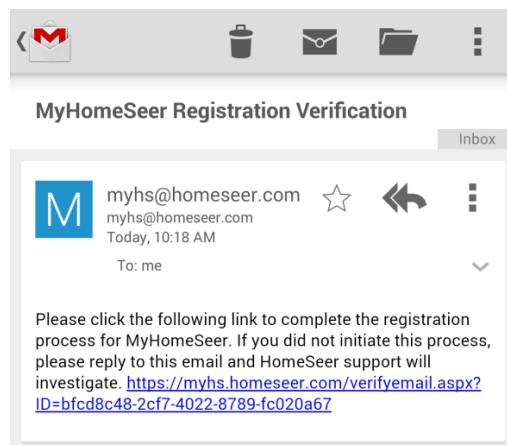 MyHomeSeer Registration Verification
Inbox
M
myhs@homeseer.com
myhs@homeseer.com
Today, 10:18 AM
To: me
Please click the following link to complete the registration
process for MyHomeSeer. If you did not initiate this process,
please reply to this email and HomeSeer support will
investigate. https://myhs.homeseer.com/verifyemail.aspx?
ID=bfcd8c48-2cf7-4022-8789-fc020a67